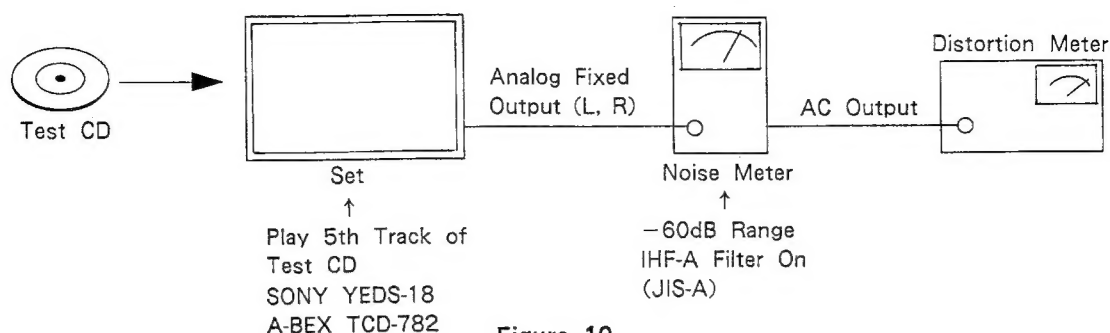 Test CD
Set
↑
Play 5th Track of
Test CD
SONY YEDS-18
A-BEX TCD-782
Analog Fixed
Output (L, R)
Noise Meter
↑
−60dB Range
IHF-A Filter On
(JIS-A)
AC Output
Distortion Meter
Figure 10